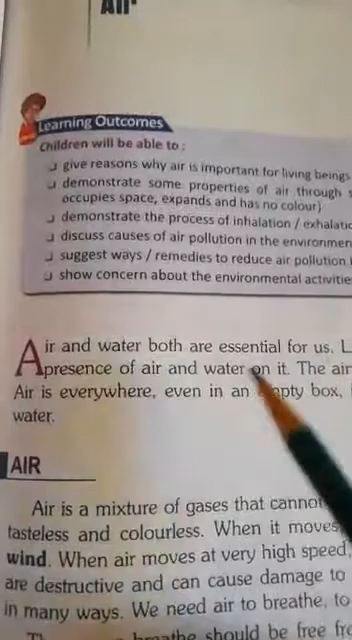 Air
Learning Outcomes
Children will be able to :
give reasons why air is important for living beings
demonstrate some properties of air through
occupies space, expands and has no colour)
demonstrate the process of inhalation /
discuss causes of air pollution in the
suggest ways / remedies to reduce air pollution
show concern about the environmental
Air and water both are essential for us.
presence of air and water on it. The air
Air is everywhere, even in an box,
water.
AIR
Air is a mixture of gases that
tasteless and colourless. When it moves
wind. When air moves at very high speed,
are destructive and can cause damage to
in many ways. We need air to breathe, to
breathe should be free